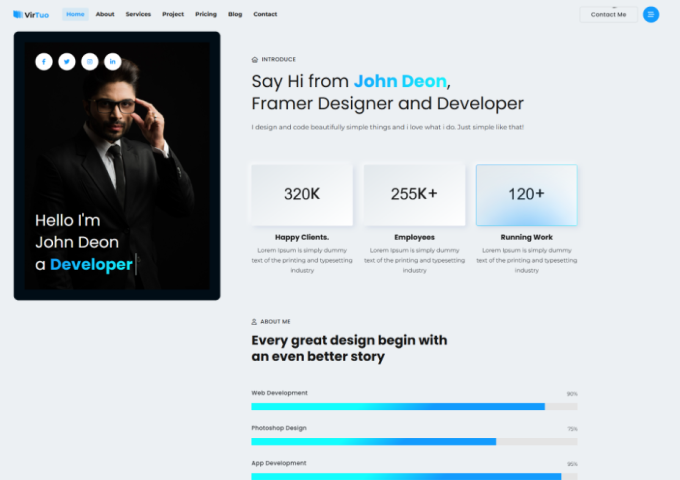 VirTuo
Home About Services Project Pricing Blog Contact
Contact Me
Hello I'm
John Deon
a Developer
INTRODUCE
Say Hi from John Deon,
Framer Designer and Developer
I design and code beautifully simple things and i love what i do. Just simple like that!
320K
255K+
120+
Happy Clients.
Lorem Ipsum is simply dummy
text of the printing and typesetting
industry
Employees
Lorem Ipsum is simply dummy
text of the printing and typesetting
industry
Running Work
Lorem Ipsum is simply dummy
text of the printing and typesetting
industry
ABOUT ME
Every great design begin with
an even better story
Web Development 90%
Photoshop Design 75%
App Development 95%